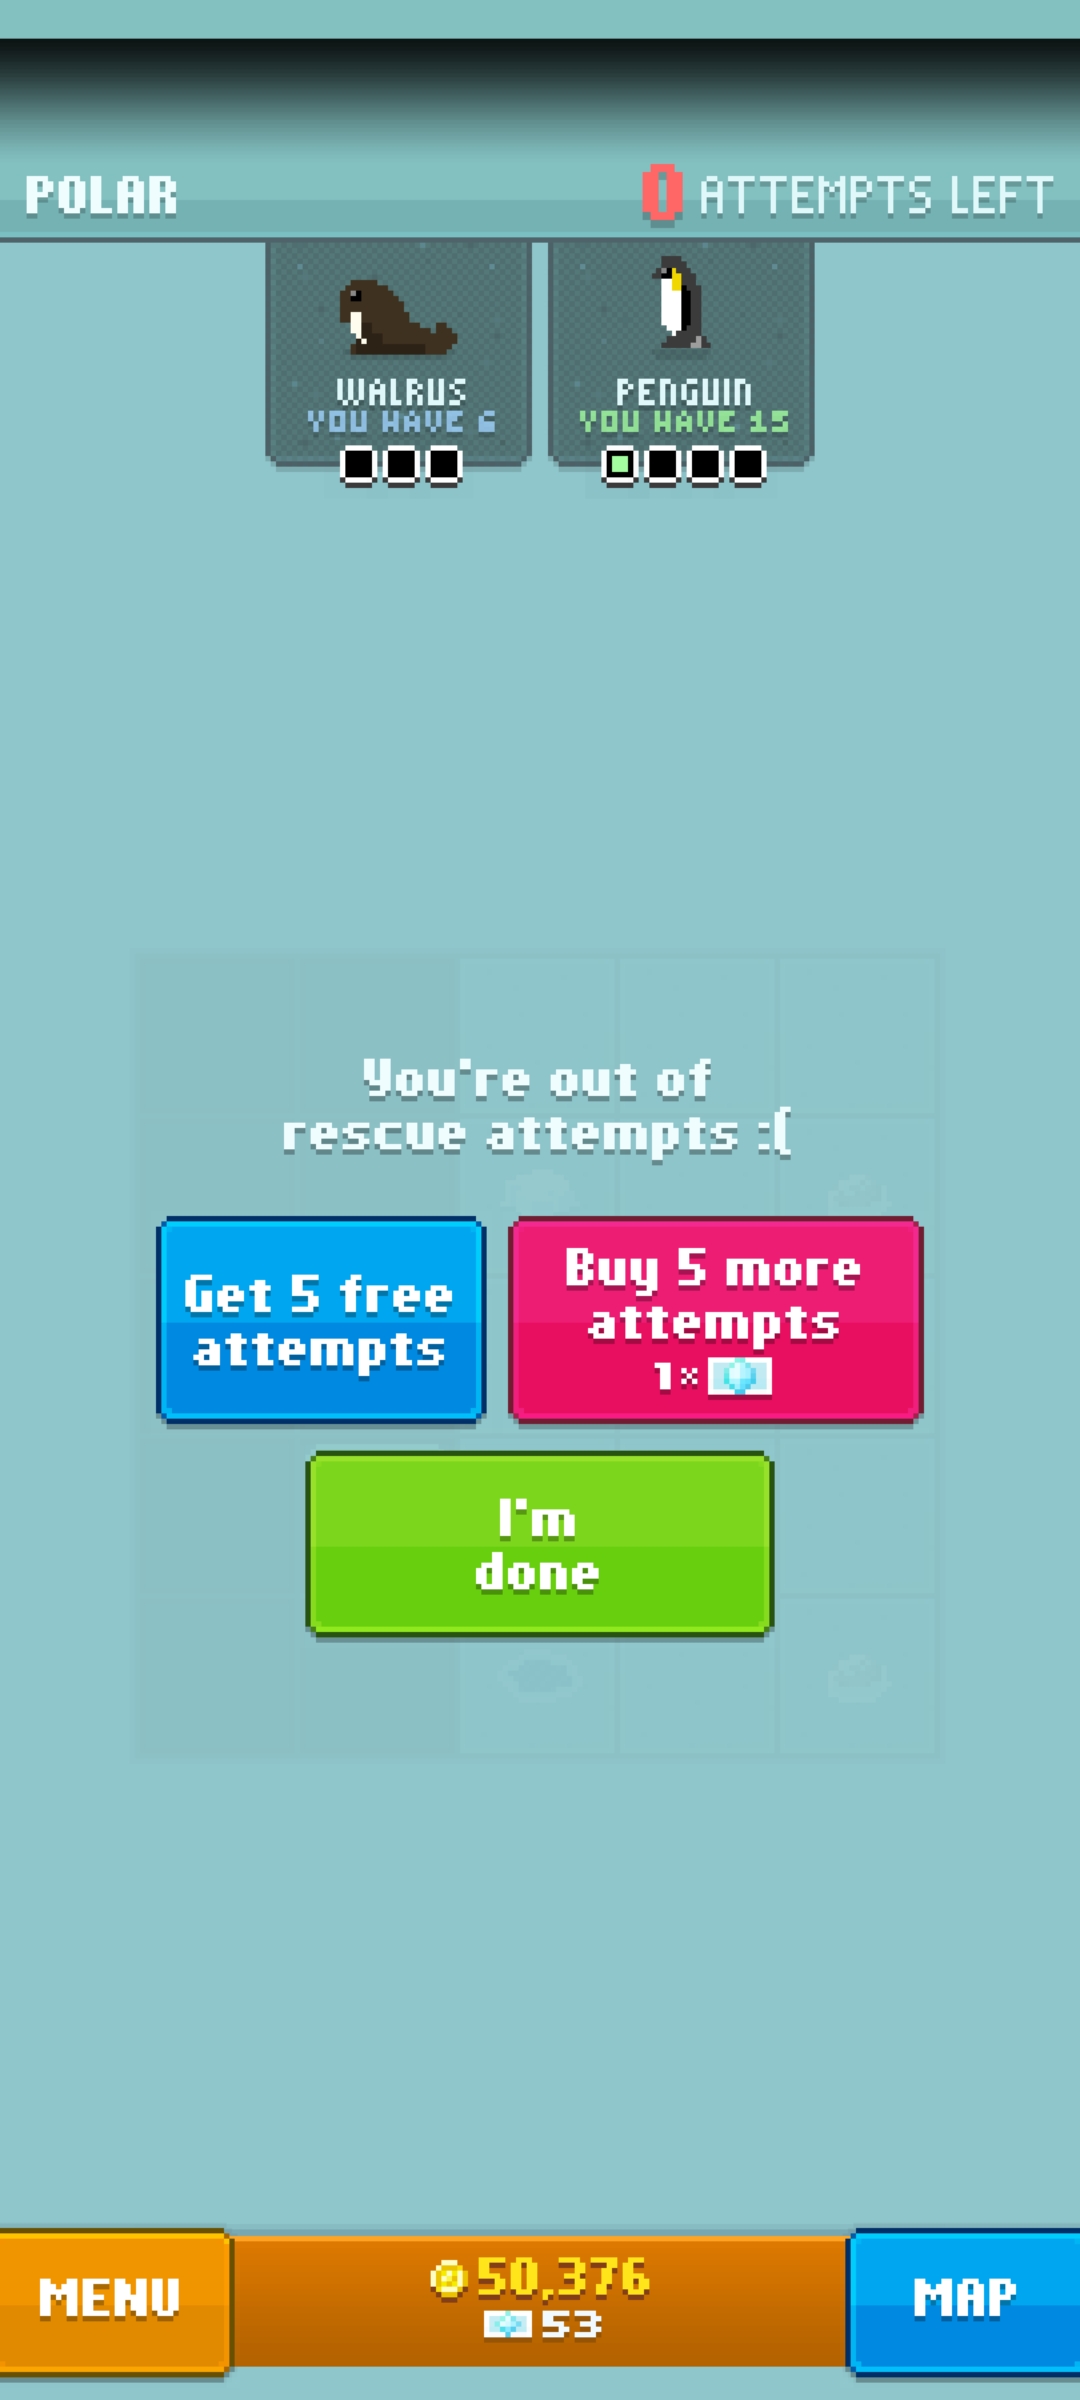 POLAR
0 ATTEMPTS LEFT
WALRUS
YOU HAVE 6
PENGUIN
YOU HAVE 15
You're out of
rescue attempts :(
Get 5 free
attempts
Buy 5 more
attempts
1×
I'm
done
MENU
50,376
53
MAP